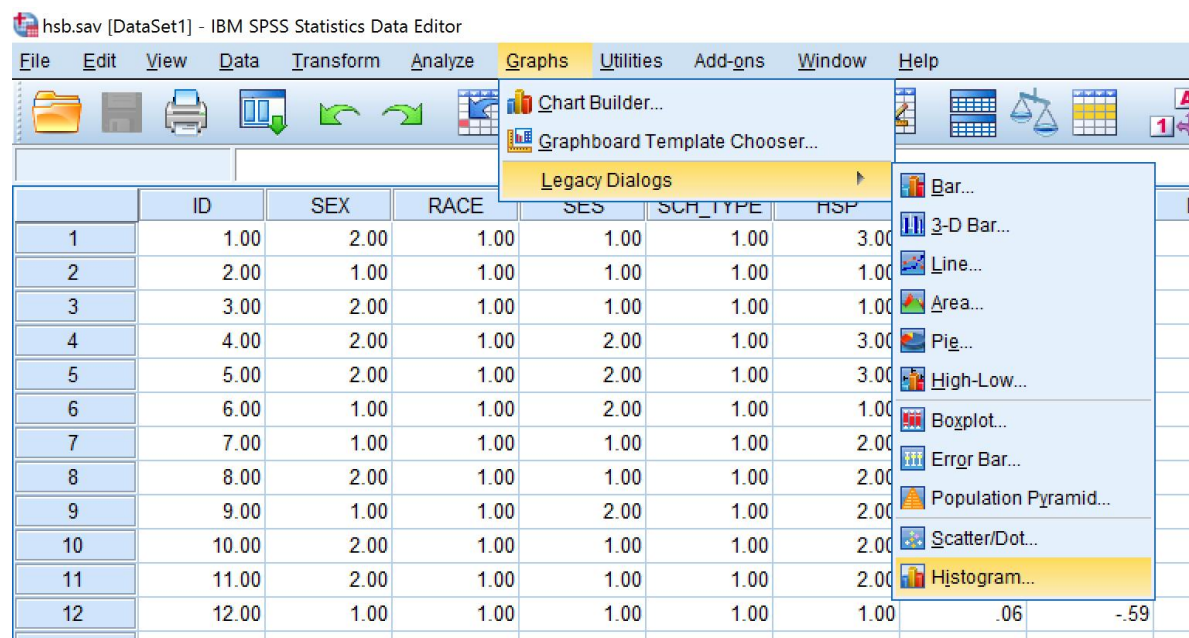 hsb.sav [DataSet1] - IBM SPSS Statistics Data Editor
File Edit View Data Transform Analyze Graphs Utilities Add-ons Window Help
Chart Builder...
Graphboard Template Chooser...
Legacy Dialogs
Bar...
3-D Bar...
Line...
Area...
Pie...
High-Low...
Boxplot...
Error Bar...
Population Pyramid...
Scatter/Dot...
Histogram...
ID SEX RACE SES SCH_TYPE HSP
1 1.00 2.00 1.00 1.00 1.00 3.00
2 2.00 1.00 1.00 1.00 1.00 1.00
3 3.00 2.00 1.00 1.00 1.00 1.00
4 4.00 2.00 1.00 2.00 1.00 3.00
5 5.00 2.00 1.00 2.00 1.00 3.00
6 6.00 1.00 1.00 2.00 1.00 1.00
7 7.00 1.00 1.00 1.00 1.00 2.00
8 8.00 2.00 1.00 1.00 1.00 2.00
9 9.00 1.00 1.00 2.00 1.00 2.00
10 10.00 2.00 1.00 1.00 1.00 2.00
11 11.00 2.00 1.00 1.00 1.00 2.00
12 12.00 1.00 1.00 1.00 1.00 1.00 .06 -.59